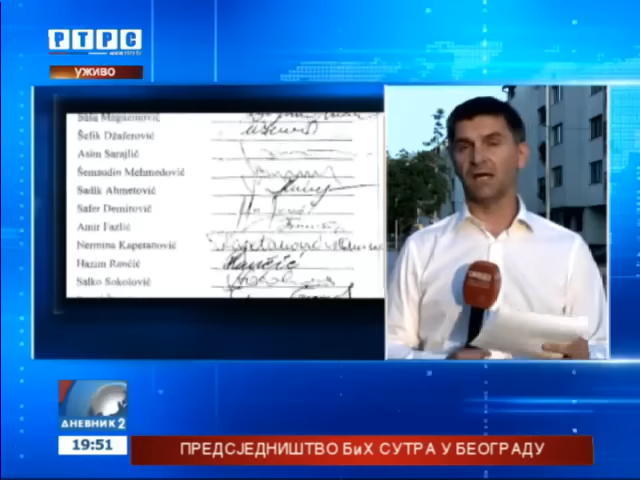 РТРС
уживо
Šefik Džaferović
Asim Sarajlić
Šemsudin Mehmedović
Sadik Ahmetović
Safer Demirović
Amir Fazlić
Nermina Kapetanović
Hazim Rančić
Salko Sokolović
ДНЕВНИК 2
19:51
ПРЕДСЈЕДНИШТВО БиХ СУТРА У БЕОГРАДУ